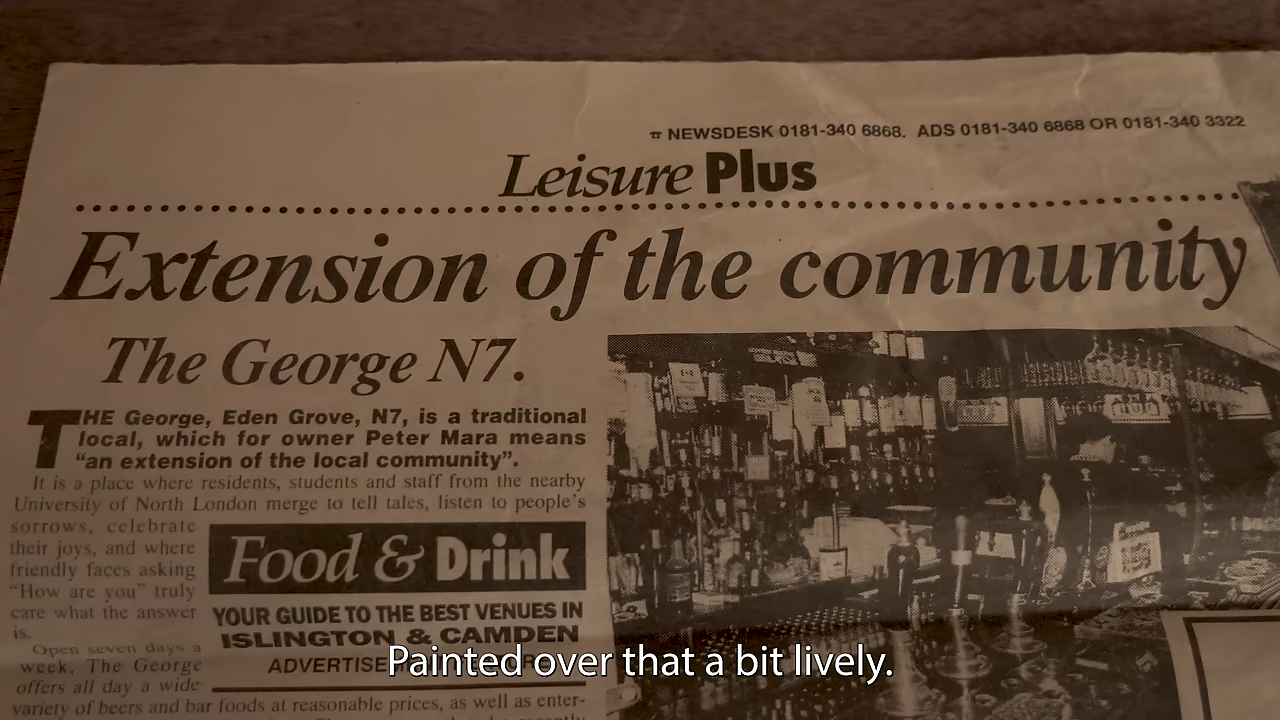 ☎ NEWSDESK 0181-340 6868. ADS 0181-340 6868 OR 0181-340 3322
Leisure Plus
Extension of the community
The George N7.
THE George, Eden Grove, N7, is a traditional
local, which for owner Peter Mara means
“an extension of the local community”.
It is a place where residents, students and staff from the nearby
University of North London merge to tell tales, listen to people's
sorrows, celebrate
their joys, and where
friendly faces asking
“How are you” truly
care what the answer
is.
Open seven days a
week, The George
offers all day a wide
variety of beers and bar foods at reasonable prices, as well as enter-
Food & Drink
YOUR GUIDE TO THE BEST VENUES IN
ISLINGTON & CAMDEN
Painted over that a bit lively.